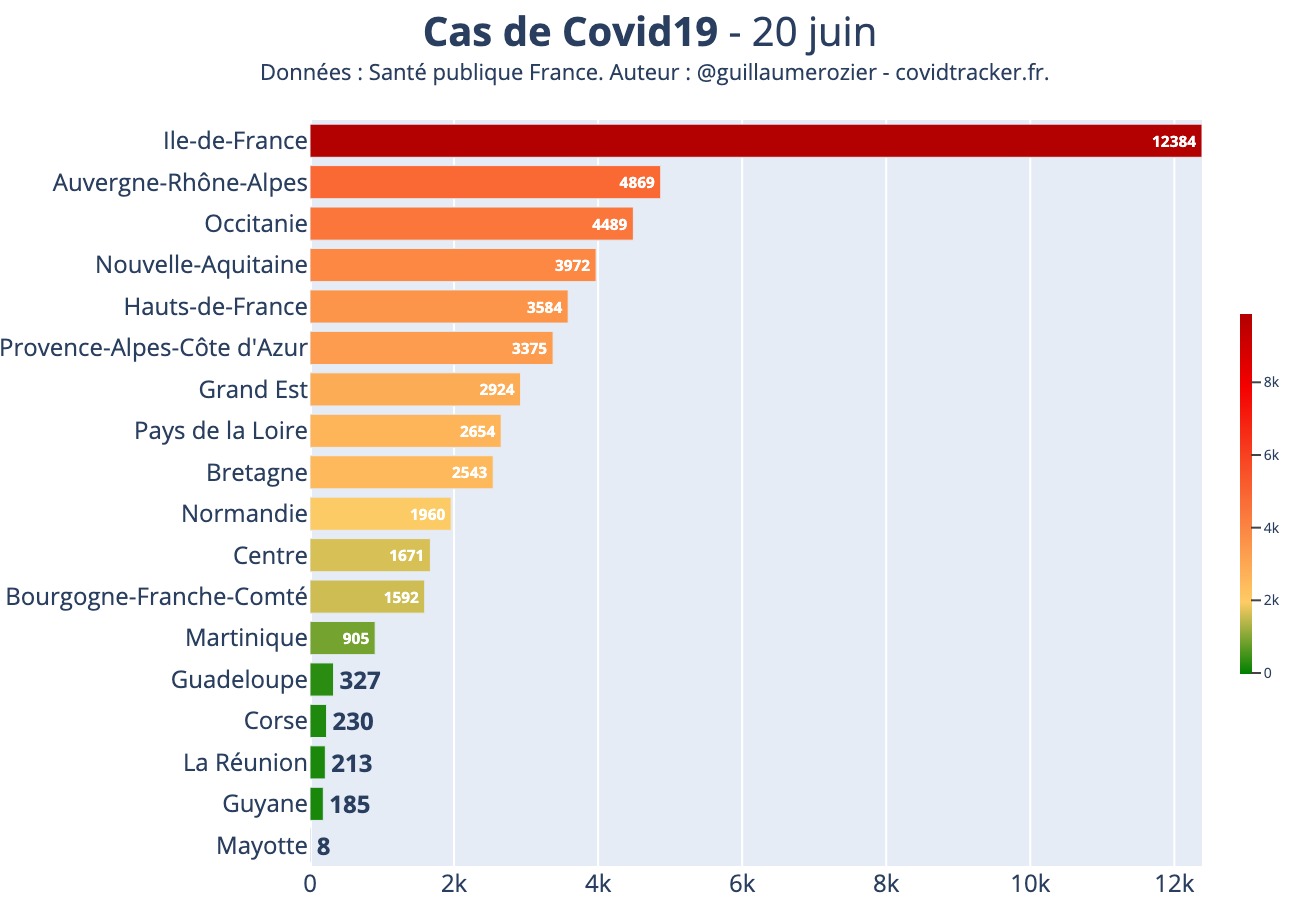 Cas de Covid19 - 20 juin
Données : Santé publique France. Auteur : @guillaumerozier - covidtracker.fr.
Ile-de-France 12384
Auvergne-Rhône-Alpes 4869
Occitanie 4489
Nouvelle-Aquitaine 3972
Hauts-de-France 3584
Provence-Alpes-Côte d'Azur 3375
Grand Est 2924
Pays de la Loire 2654
Bretagne 2543
Normandie 1960
Centre 1671
Bourgogne-Franche-Comté 1592
Martinique 905
Guadeloupe 327
Corse 230
La Réunion 213
Guyane 185
Mayotte 8
0 2k 4k 6k 8k 10k 12k
8k
6k
4k
2k
0